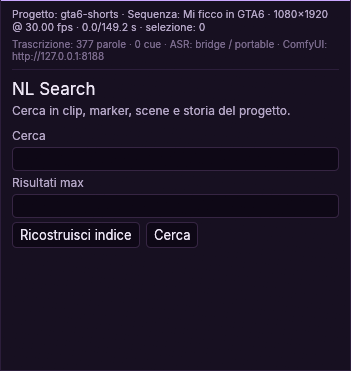 Progetto: gta6-shorts · Sequenza: Mi ficco in GTA6 · 1080×1920
@ 30.00 fps · 0.0/149.2 s · selezione: 0
Trascrizione: 377 parole · 0 cue · ASR: bridge / portable · ComfyUI:
http://127.0.0.1:8188
NL Search
Cerca in clip, marker, scene e storia del progetto.
Cerca
Risultati max
Ricostruisci indice Cerca